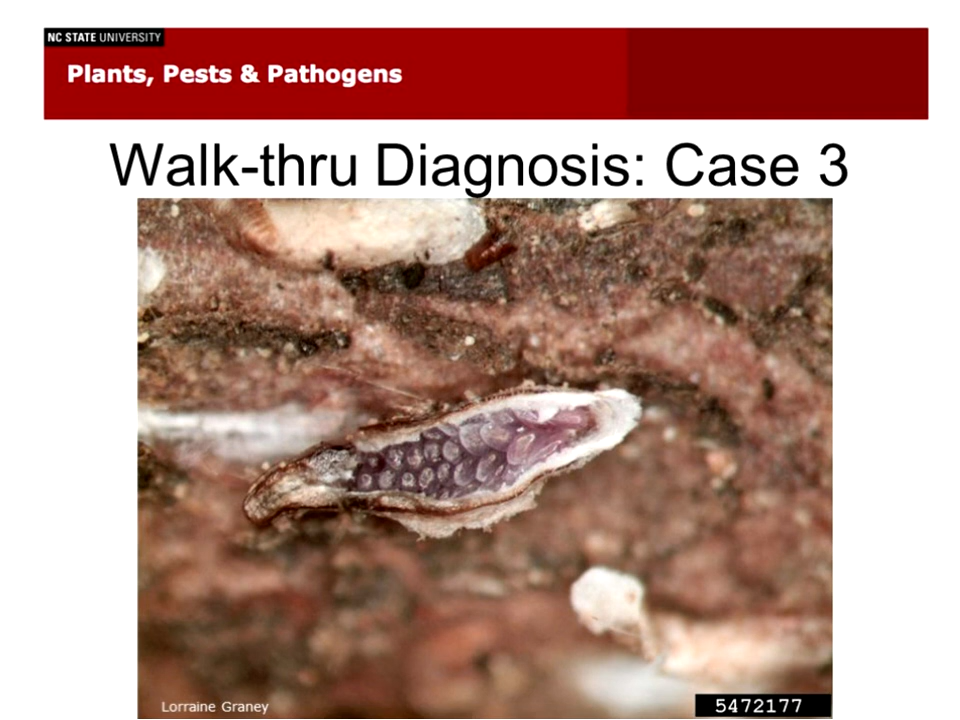 NC STATE UNIVERSITY
Plants, Pests & Pathogens
Walk-thru Diagnosis: Case 3
Lorraine Graney
5472177